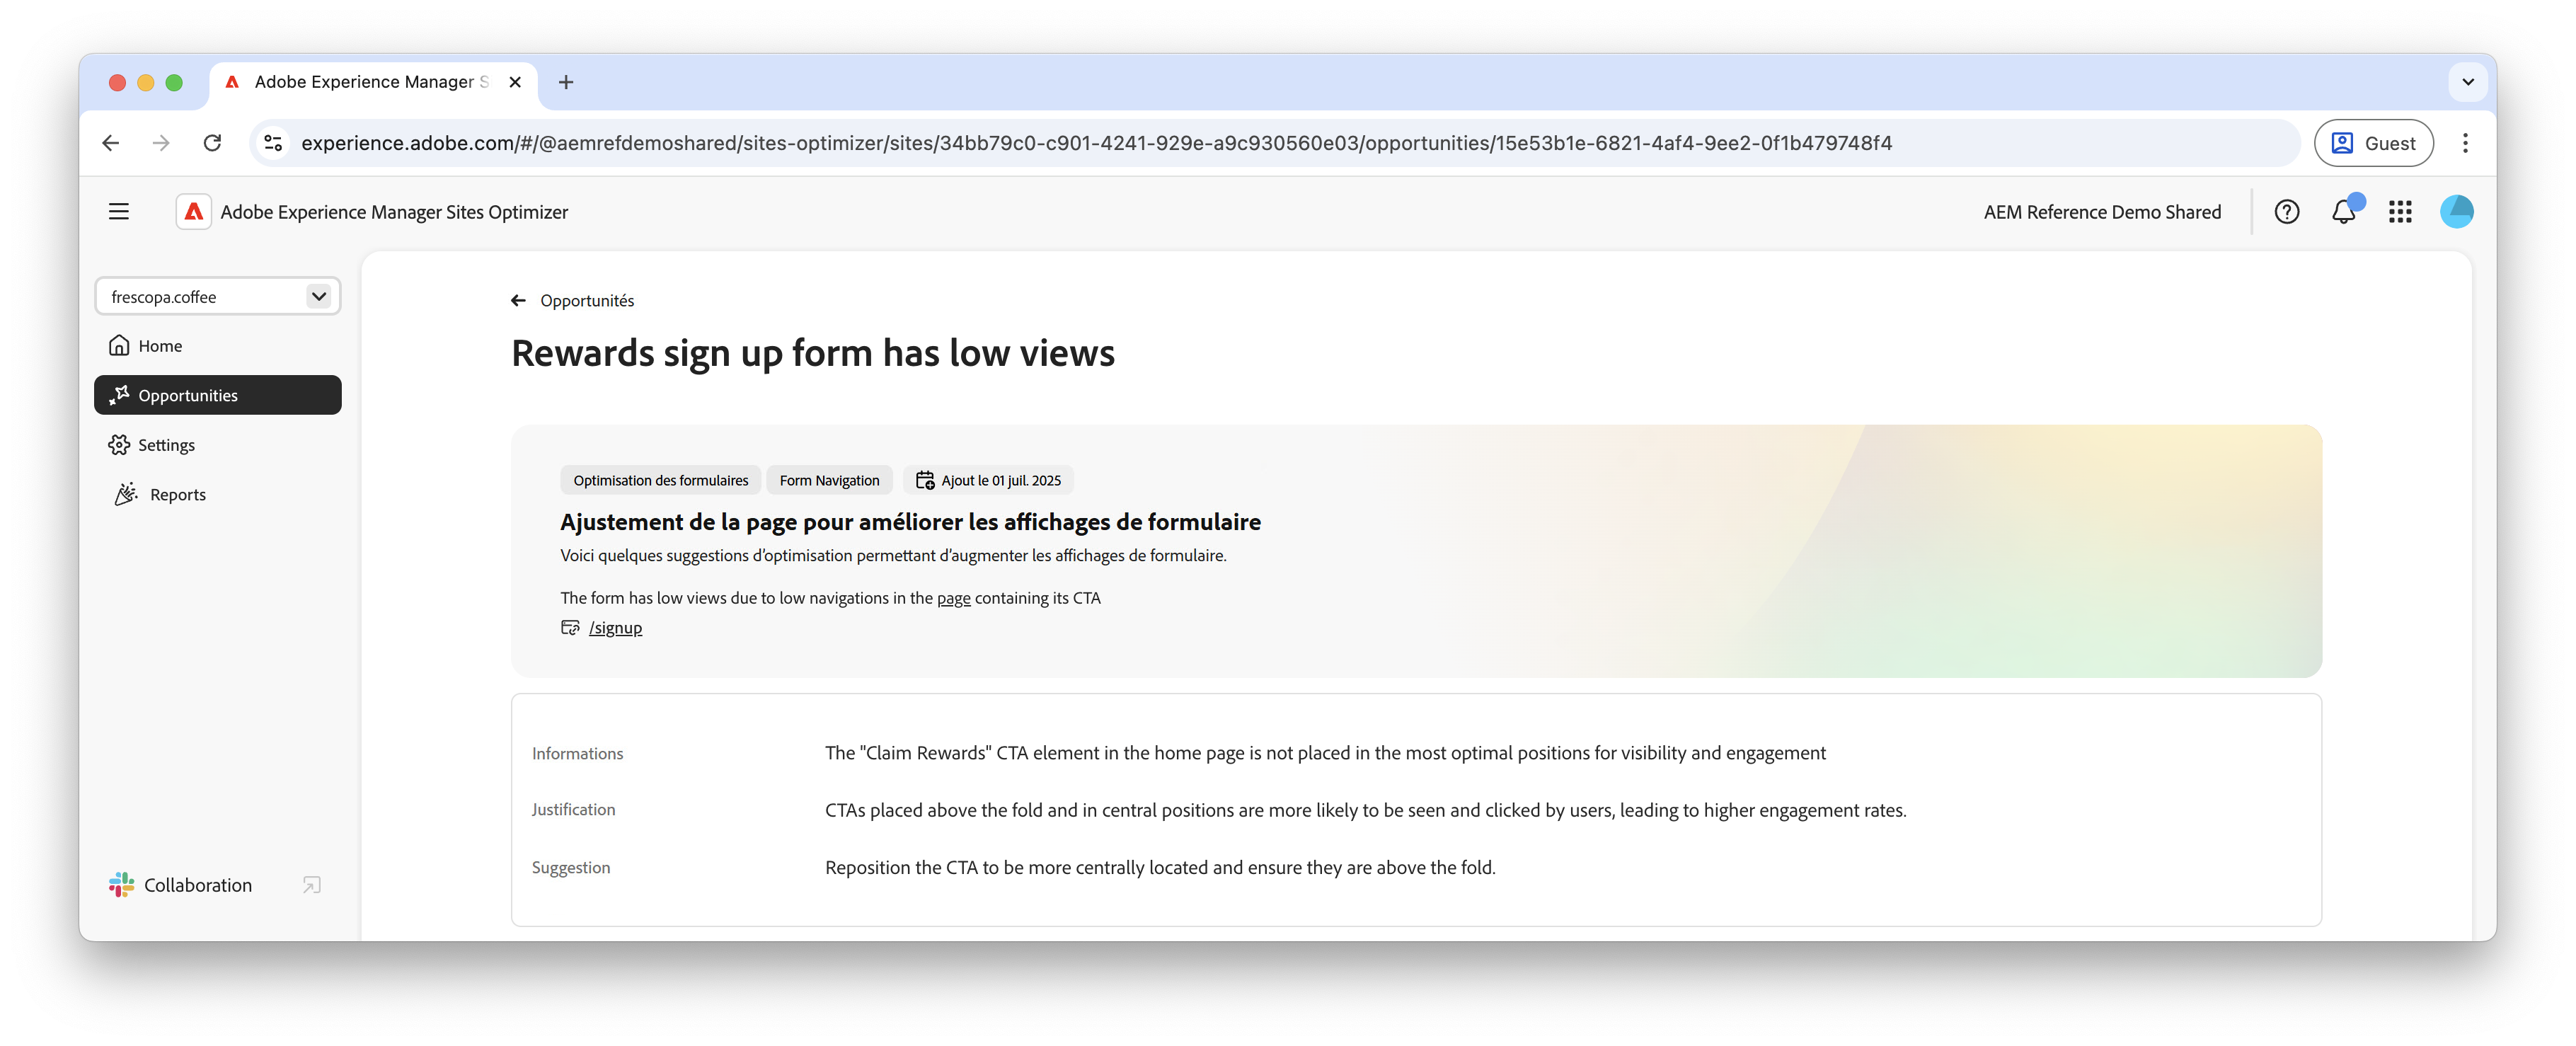 Adobe Experience Manager S
experience.adobe.com/#/@aemrefdemoshared/sites-optimizer/sites/34bb79c0-c901-4241-929e-a9c930560e03/opportunities/15e53b1e-6821-4af4-9ee2-0f1b479748f4
Guest
Adobe Experience Manager Sites Optimizer
AEM Reference Demo Shared
frescopa.coffee
Home
Opportunities
Settings
Reports
Collaboration
Opportunités
Rewards sign up form has low views
Optimisation des formulaires
Form Navigation
Ajout le 01 juil. 2025
Ajustement de la page pour améliorer les affichages de formulaire
Voici quelques suggestions d’optimisation permettant d’augmenter les affichages de formulaire.
The form has low views due to low navigations in the page containing its CTA
/signup
Informations
The "Claim Rewards" CTA element in the home page is not placed in the most optimal positions for visibility and engagement
Justification
CTAs placed above the fold and in central positions are more likely to be seen and clicked by users, leading to higher engagement rates.
Suggestion
Reposition the CTA to be more centrally located and ensure they are above the fold.